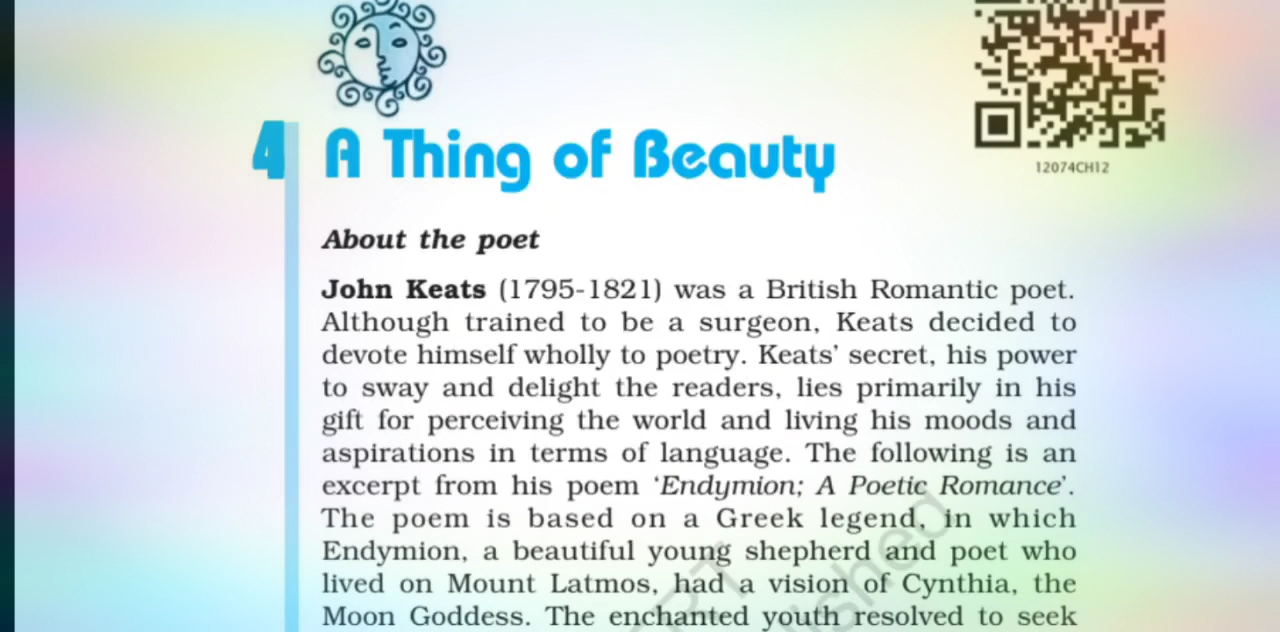 12074CH12
4 A Thing of Beauty
About the poet
John Keats (1795-1821) was a British Romantic poet.
Although trained to be a surgeon, Keats decided to
devote himself wholly to poetry. Keats’ secret, his power
to sway and delight the readers, lies primarily in his
gift for perceiving the world and living his moods and
aspirations in terms of language. The following is an
excerpt from his poem ‘Endymion; A Poetic Romance’.
The poem is based on a Greek legend, in which
Endymion, a beautiful young shepherd and poet who
lived on Mount Latmos, had a vision of Cynthia, the
Moon Goddess. The enchanted youth resolved to seek